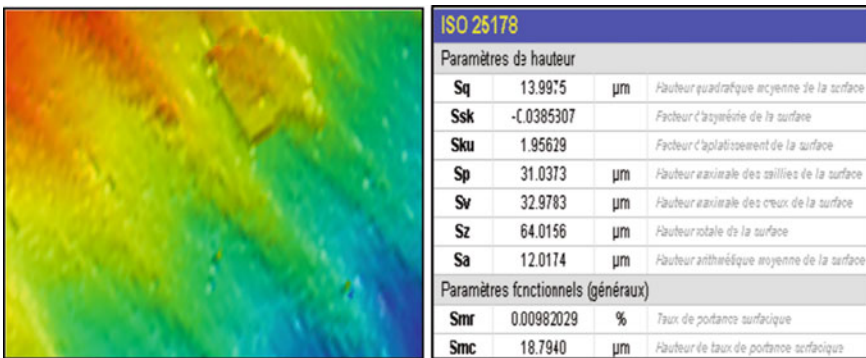 ISO 25178
Paramètres de hauteur
Sq 13.9975 µm Hauteur quadratique moyenne de la surface
Ssk -0.0385307 Facteur d'asymétrie de la surface
Sku 1.95629 Facteur d'aplatissement de la surface
Sp 31.0373 µm Hauteur maximale des saillies de la surface
Sv 32.9783 µm Hauteur maximale des creux de la surface
Sz 64.0156 µm Hauteur totale de la surface
Sa 12.0174 µm Hauteur arithmétique moyenne de la surface
Paramètres fonctionnels (généraux)
Smr 0.00982029 % Taux de portance surfacique
Smc 18.7940 µm Hauteur de taux de portance surfacique